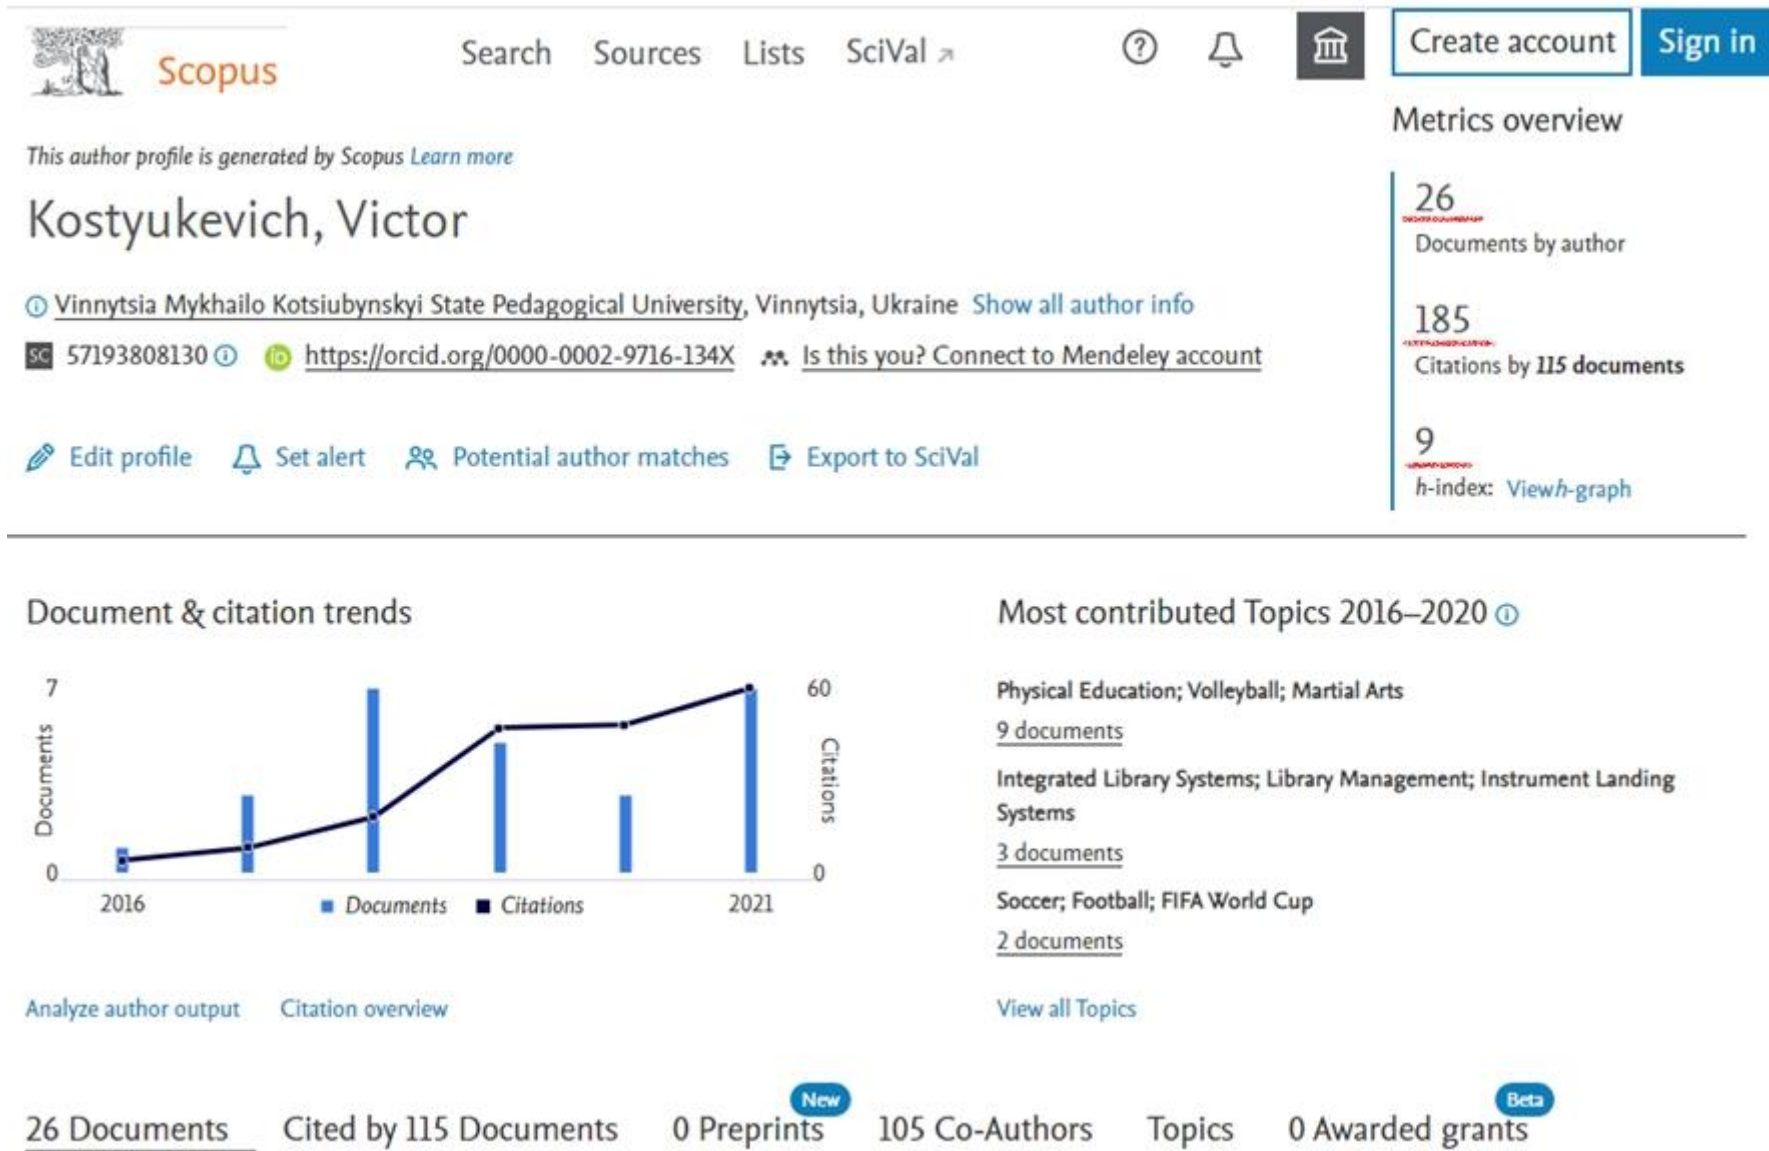 Scopus
Search Sources Lists SciVal
Create account
Sign in
This author profile is generated by Scopus Learn more
Kostyukevich, Victor
Vinnytsia Mykhailo Kotsiubynskyi State Pedagogical University, Vinnytsia, Ukraine Show all author info
SC 57193808130 iD https://orcid.org/0000-0002-9716-134X Is this you? Connect to Mendeley account
Edit profile Set alert Potential author matches Export to SciVal
Metrics overview
26
Documents by author
185
Citations by 115 documents
9
h-index: View h-graph
Document & citation trends
7
60
Documents
Citations
0
0
2016
2021
Documents Citations
Analyze author output Citation overview
Most contributed Topics 2016–2020
Physical Education; Volleyball; Martial Arts
9 documents
Integrated Library Systems; Library Management; Instrument Landing
Systems
3 documents
Soccer; Football; FIFA World Cup
2 documents
View all Topics
New
Beta
26 Documents Cited by 115 Documents 0 Preprints 105 Co-Authors Topics 0 Awarded grants